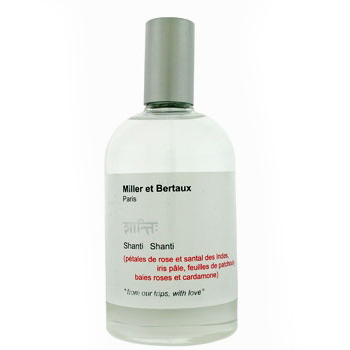 Miller et Bertaux
Paris
शान्तिः
Shanti Shanti
(pétales de rose et santal des Indes,
iris pâle, feuilles de patchouly,
baies roses et cardamone)
"from our trips, with love"